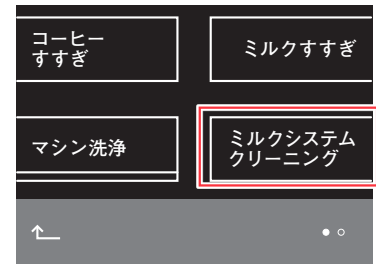 コーヒー
すすぎ
ミルクすすぎ
マシン洗浄
ミルクシステム
クリーニング